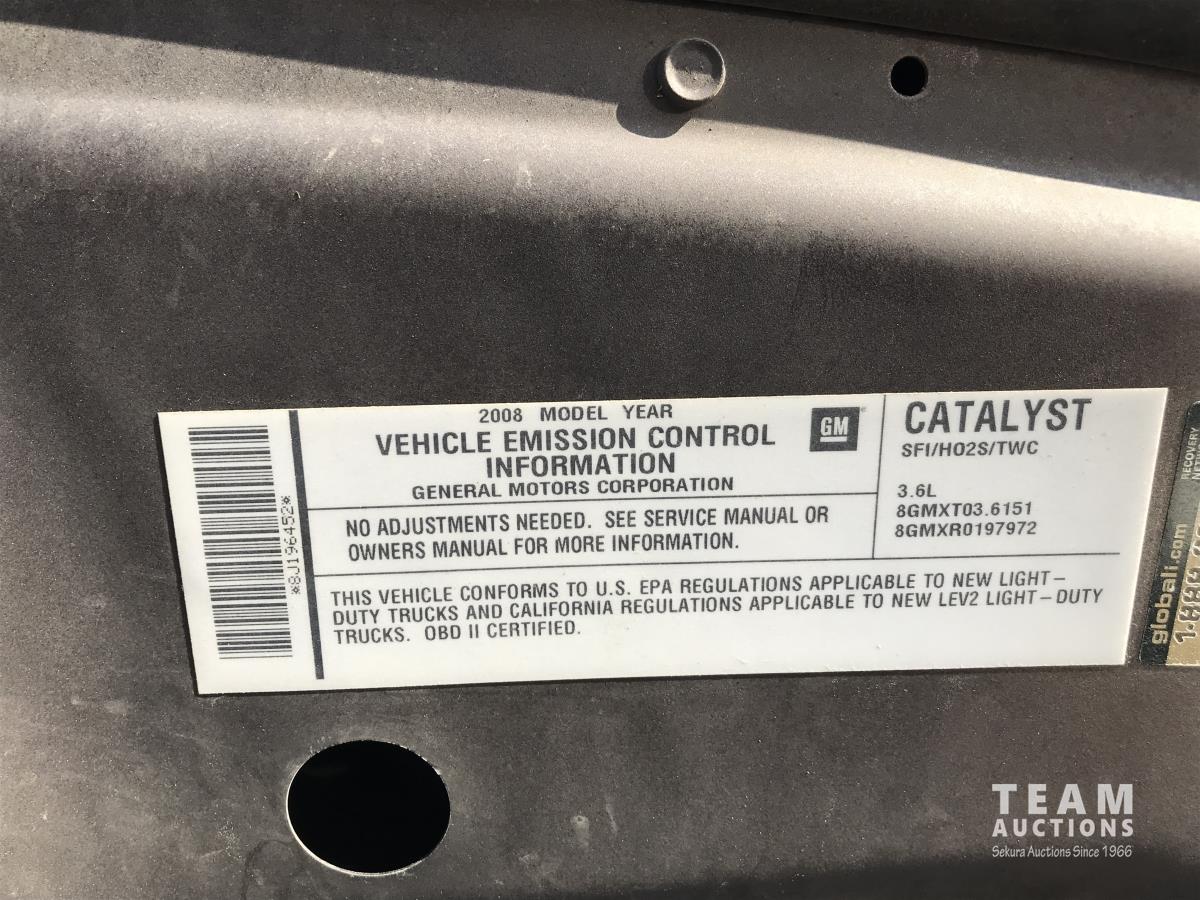 2008 MODEL YEAR
VEHICLE EMISSION CONTROL
INFORMATION
GENERAL MOTORS CORPORATION
GM
NO ADJUSTMENTS NEEDED. SEE SERVICE MANUAL OR
OWNERS MANUAL FOR MORE INFORMATION.
CATALYST
SFI/HO2S/TWC
3.6L
8GMXT03.6151
8GMXR0197972
THIS VEHICLE CONFORMS TO U.S. EPA REGULATIONS APPLICABLE TO NEW LIGHT-
DUTY TRUCKS AND CALIFORNIA REGULATIONS APPLICABLE TO NEW LEV2 LIGHT-DUTY
TRUCKS. OBD II CERTIFIED.
*8J196452*
RECOVERY
globali.com
TEAM
AUCTIONS
Sekura Auctions Since 1966